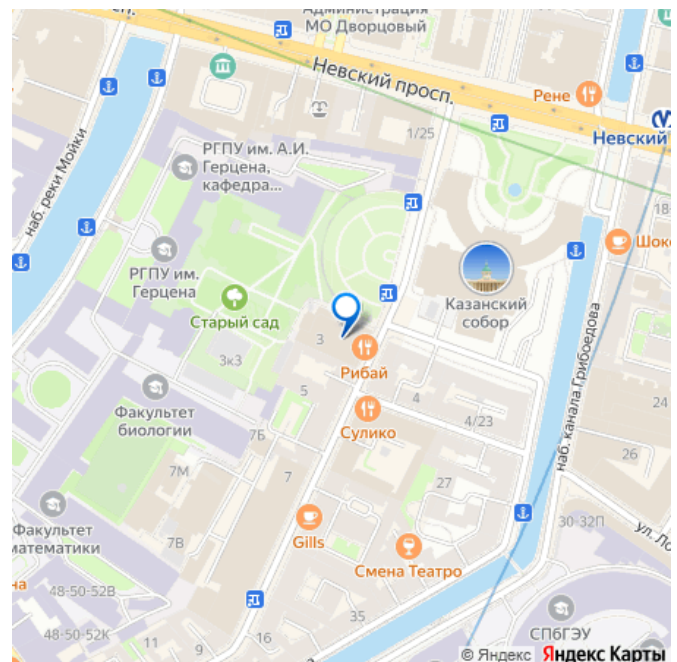 Администрация
МО Дворцовый
сп.
Невский просп.
Рене
Невский
1/25
наб. реки Мойки
РГПУ им. А.И.
Герцена,
кафедра...
18
Шок
РГПУ им.
Герцена
Казанский
собор
Старый сад
3
3к3
Рибай
наб. канала Грибоедова
5
4
24
Факультет
биологии
Сулико
4/23
7Б
26
7М
7
27
Факультет
математики
Gills
30-32П
ул. Ло
7В
Смена Театро
на
48-50-52В
35
СПбГЭУ
48-50-52К
11
9
16
© Яндекс Яндекс Карты